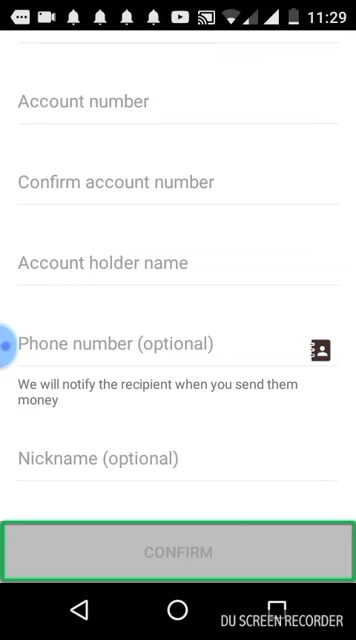 11:29
Account number
Confirm account number
Account holder name
Phone number (optional)
We will notify the recipient when you send them
money
Nickname (optional)
CONFIRM
DU SCREEN RECORDER